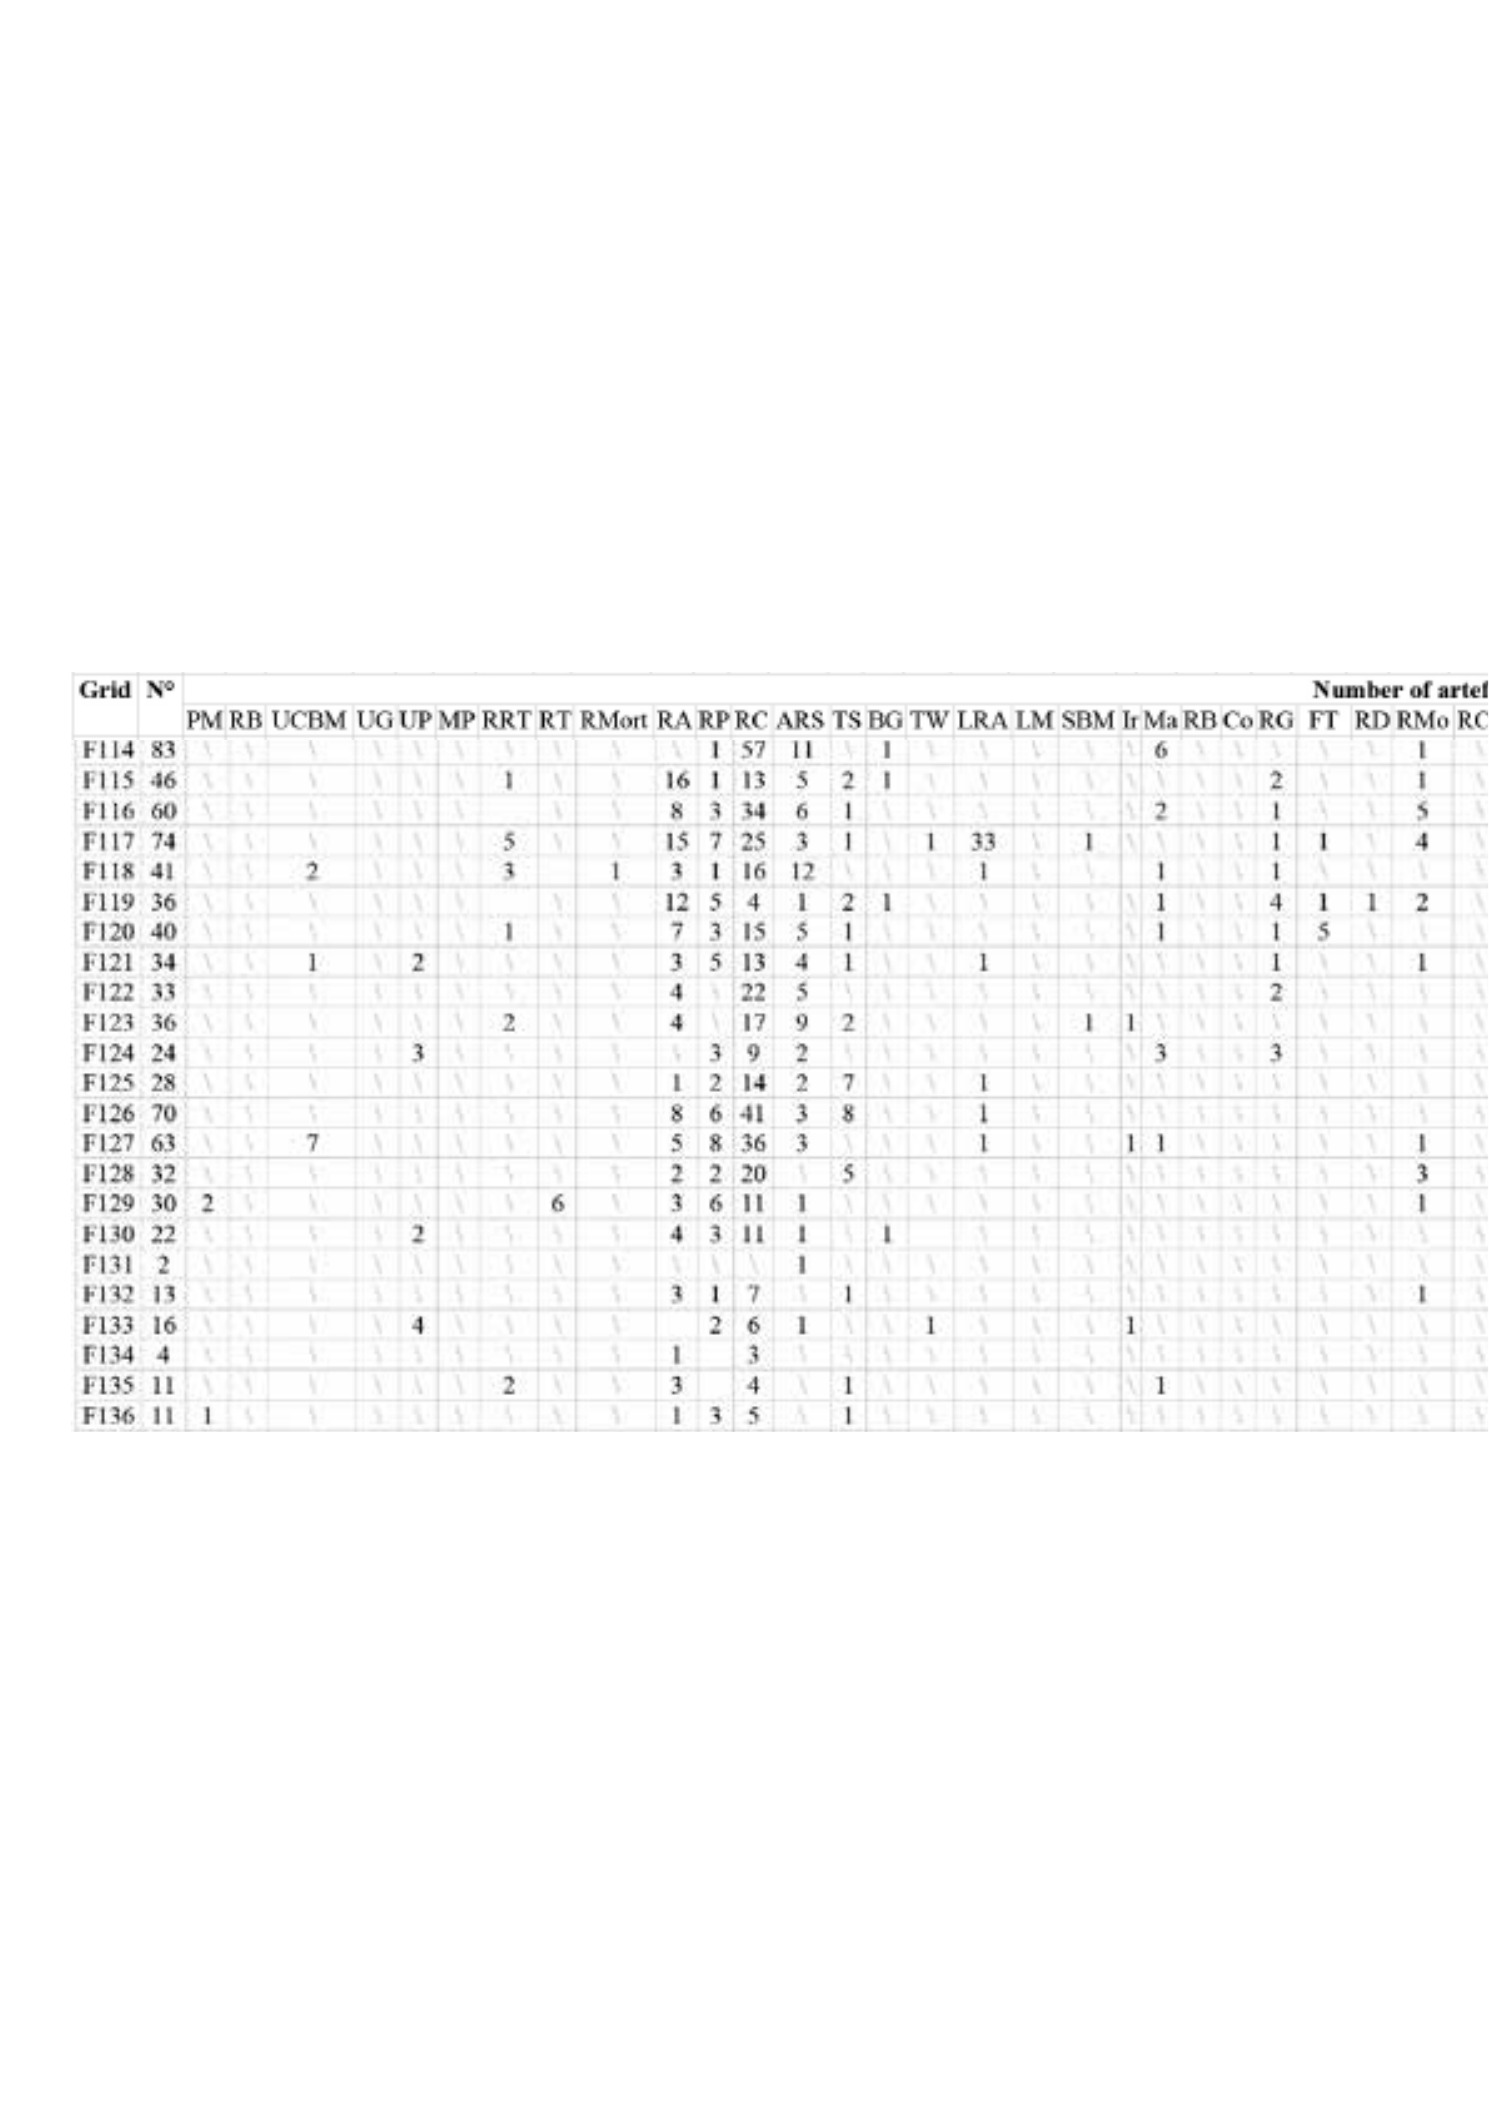 Grid N° Number of artef
PM RB UCBM UG UP MP RRT RT RMort RA RP RC ARS TS BG TW LRA LM SBM Ir Ma RB Co RG FT RD RMo RC
F114 83 1 57 11 1 6 1
F115 46 1 16 1 13 5 2 1 2 1
F116 60 8 3 34 6 1 2 1 5
F117 74 5 15 7 25 3 1 1 33 1 1 1 4
F118 41 2 3 1 3 1 16 12 1 1 1
F119 36 12 5 4 1 2 1 1 4 1 1 2
F120 40 1 7 3 15 5 1 1 1 5
F121 34 1 2 3 5 13 4 1 1 1 1
F122 33 4 22 5 2
F123 36 2 4 17 9 2 1 1
F124 24 3 3 9 2 3 3
F125 28 1 2 14 2 7 1
F126 70 8 6 41 3 8 1
F127 63 7 5 8 36 3 1 1 1 1
F128 32 2 2 20 5 3
F129 30 2 6 3 6 11 1 1
F130 22 2 4 3 11 1 1
F131 2 1
F132 13 3 1 7 1 1
F133 16 4 2 6 1 1 1
F134 4 1 3
F135 11 2 3 4 1 1
F136 11 1 1 3 5 1